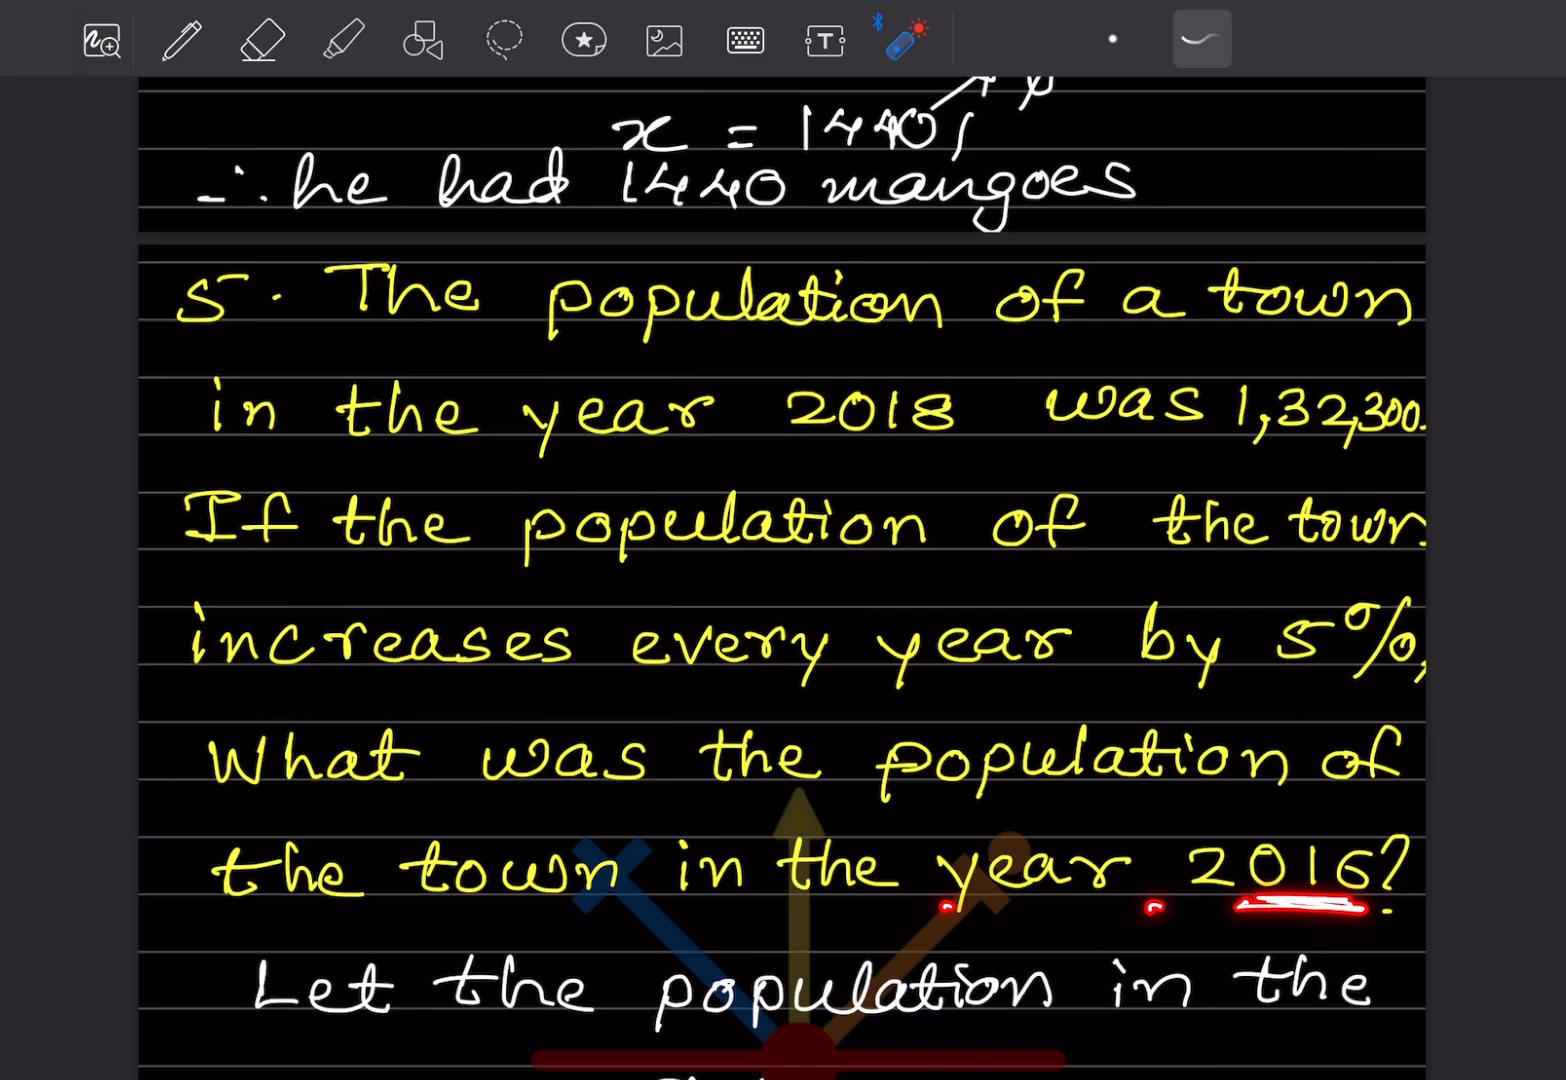 x = 1440,
∴ he had 1440 mangoes
5. The population of a town
in the year 2018 was 1,32,300.
If the population of the town
increases every year by 5%,
What was the population of
the town in the year 2016?
Let the population in the